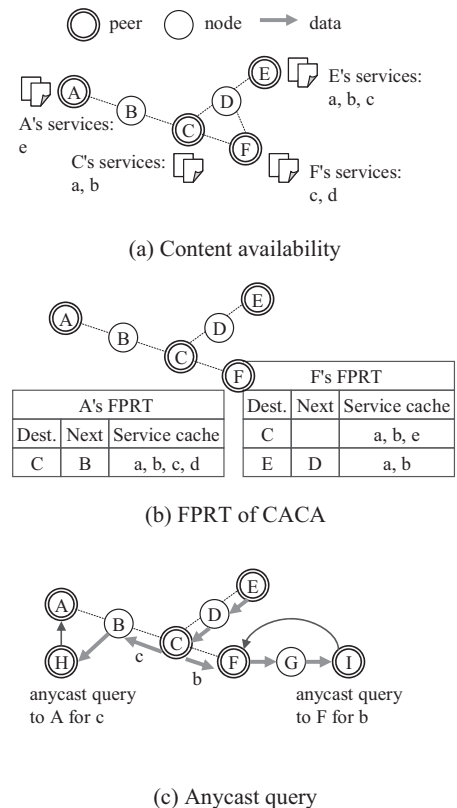 peer node data
A
B
C
D
E
F
A's services:
e
C's services:
a, b
E's services:
a, b, c
F's services:
c, d
(a) Content availability
A
B
C
D
E
F
A's FPRT
Dest. Next Service cache
C B a, b, c, d
F's FPRT
Dest. Next Service cache
C a, b, e
E D a, b
(b) FPRT of CACA
A
B
C
D
E
H
c
b
F
G
I
anycast query
to A for c
anycast query
to F for b
(c) Anycast query